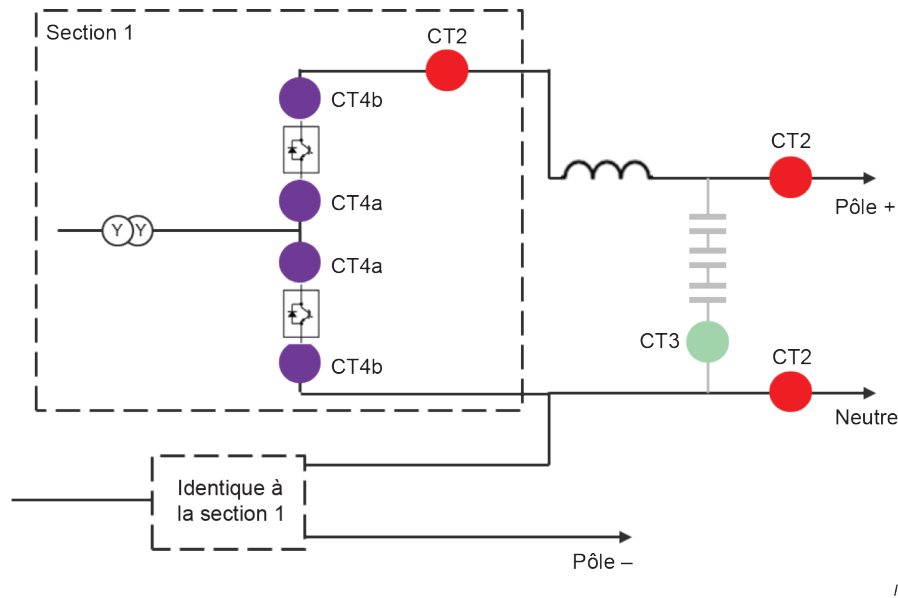 Section 1
CT2
CT4b
CT2
Pôle +
CT4a
Y Y
CT4a
CT3
CT4b
CT2
Neutre
Identique à
la section 1
Pôle –